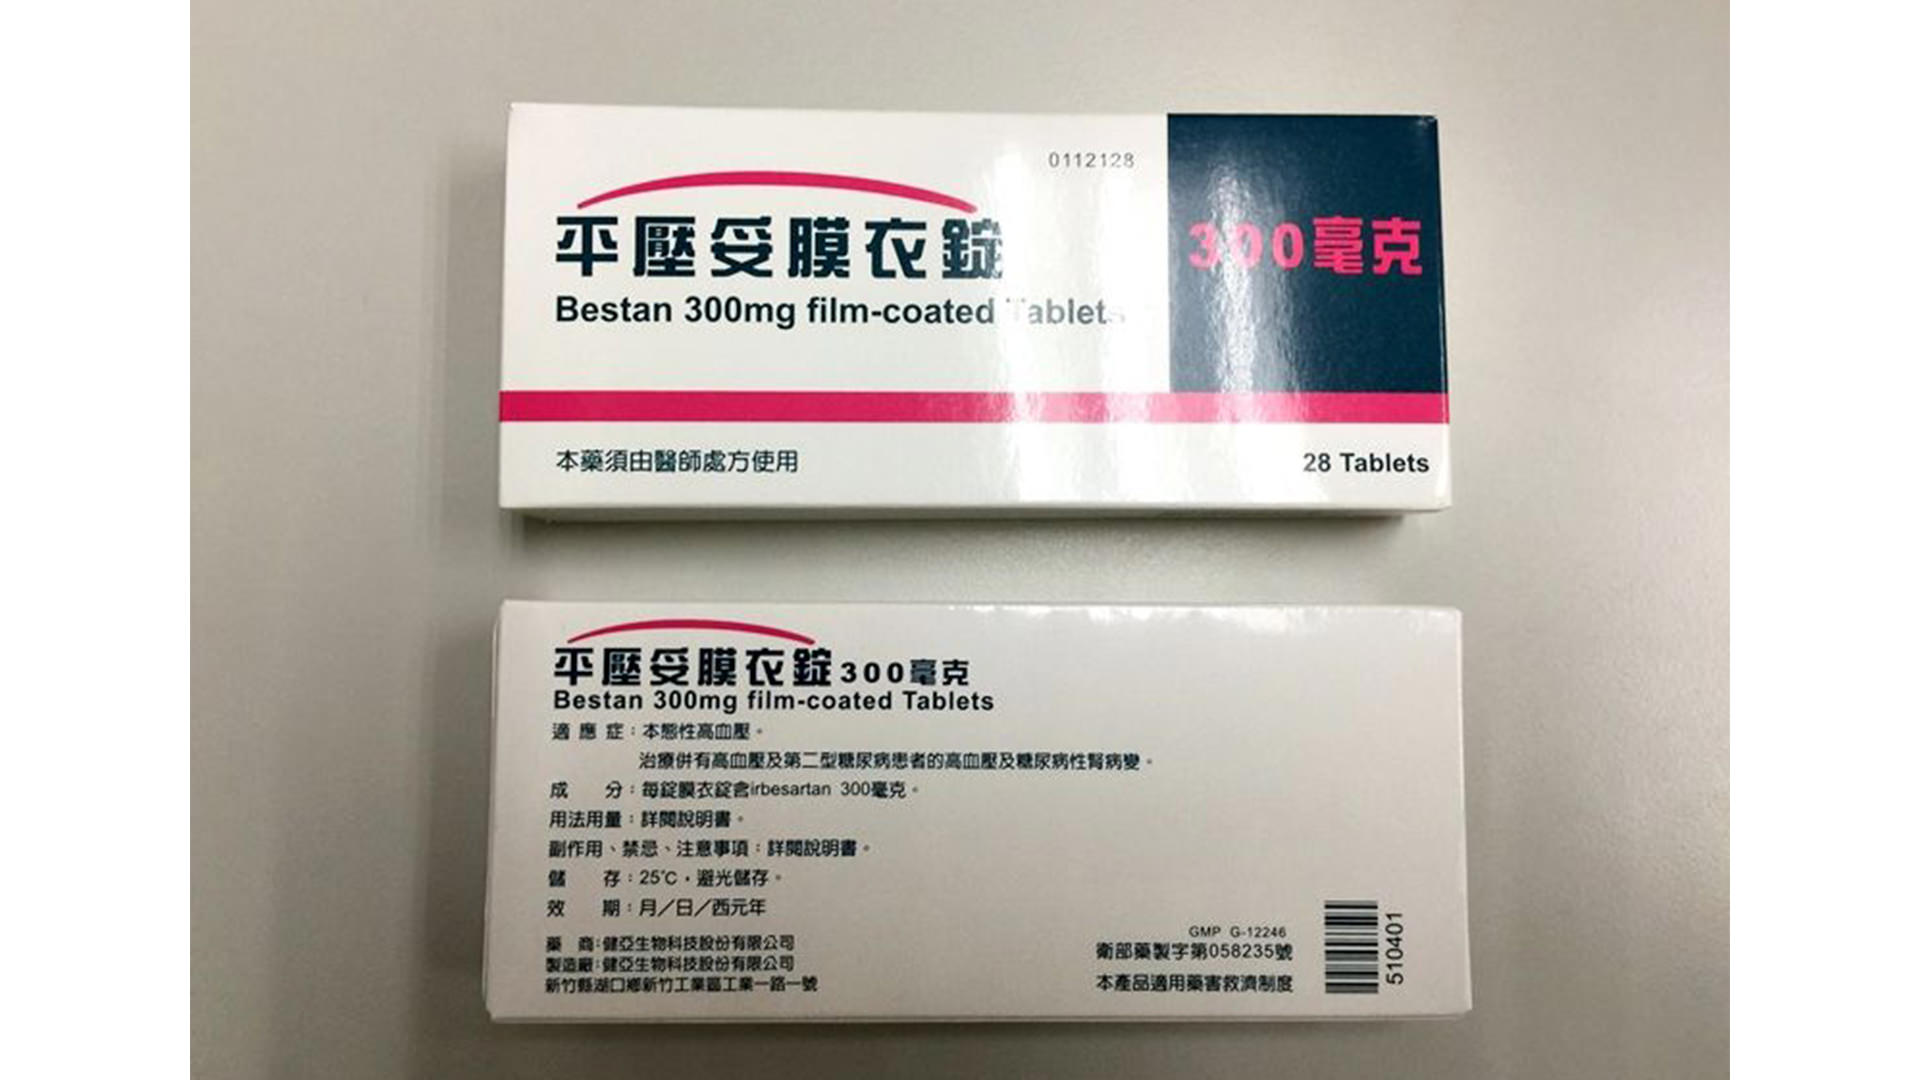 0112128
平壓妥膜衣錠
300毫克
Bestan 300mg film-coated Tablets
本藥須由醫師處方使用
28 Tablets
平壓妥膜衣錠300毫克
Bestan 300mg film-coated Tablets
適應症：本態性高血壓。
治療併有高血壓及第二型糖尿病患者的高血壓及糖尿病性腎病變。
成分：每錠膜衣錠含irbesartan 300毫克。
用法用量：詳閱說明書。
副作用、禁忌、注意事項：詳閱說明書。
儲存：25℃，避光儲存。
效期：月／日／西元年
藥商：健亞生物科技股份有限公司
製造廠：健亞生物科技股份有限公司
新竹縣湖口鄉新竹工業區工業一路一號
GMP G-12246
衛部藥製字第058235號
本產品適用藥害救濟制度
510401